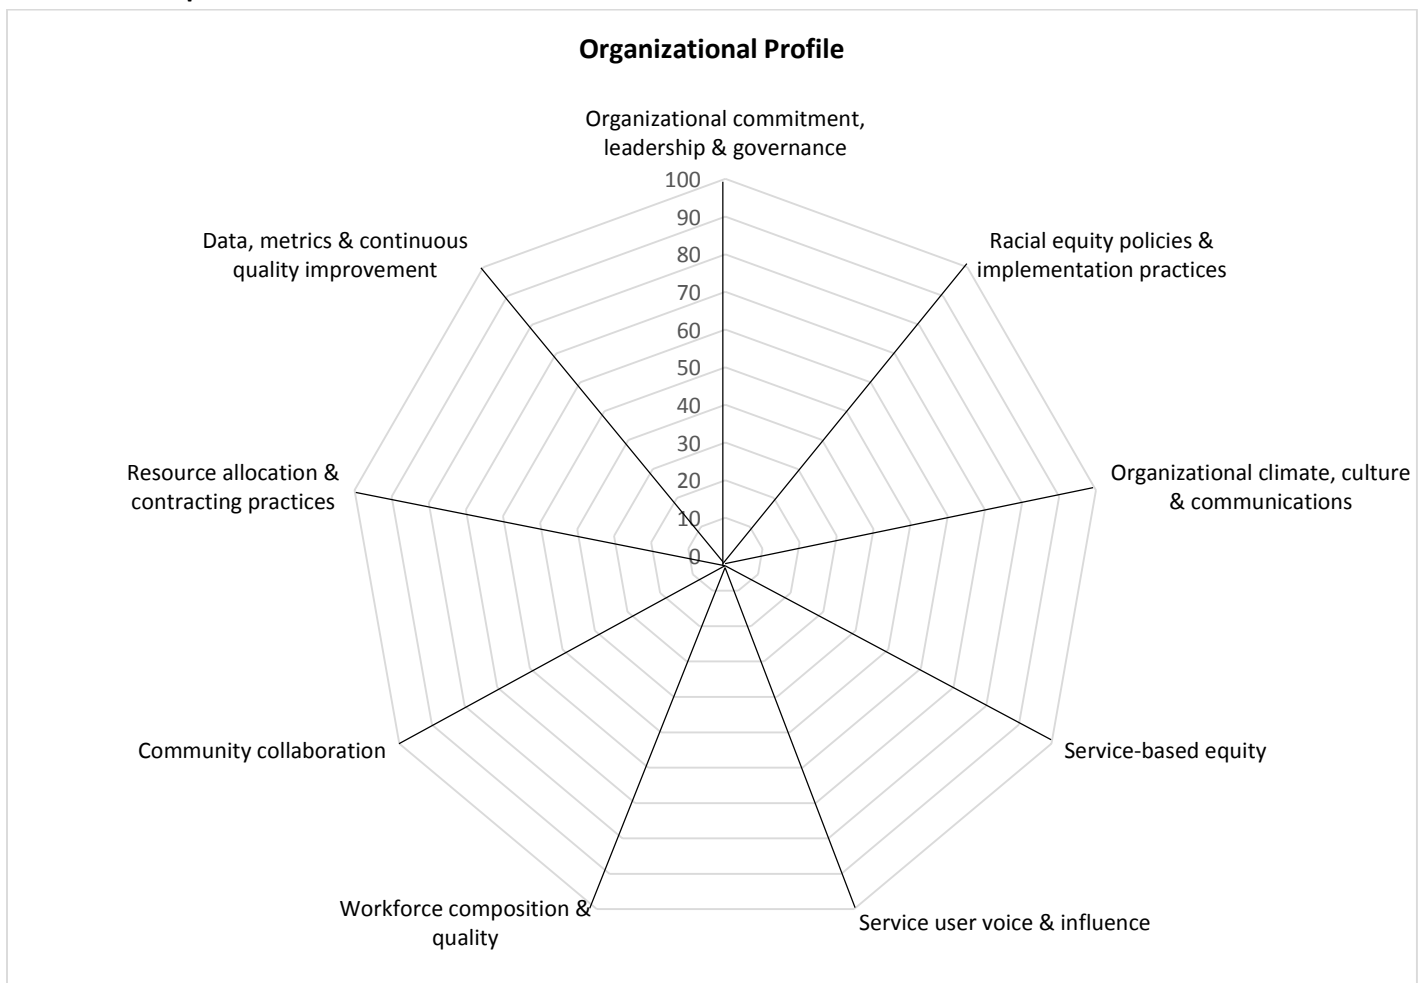 Organizational Profile
Organizational commitment,
leadership & governance
100
90
80
70
60
50
40
30
20
10
0
Racial equity policies &
implementation practices
Organizational climate, culture
& communications
Service-based equity
Service user voice & influence
Workforce composition &
quality
Community collaboration
Resource allocation &
contracting practices
Data, metrics & continuous
quality improvement